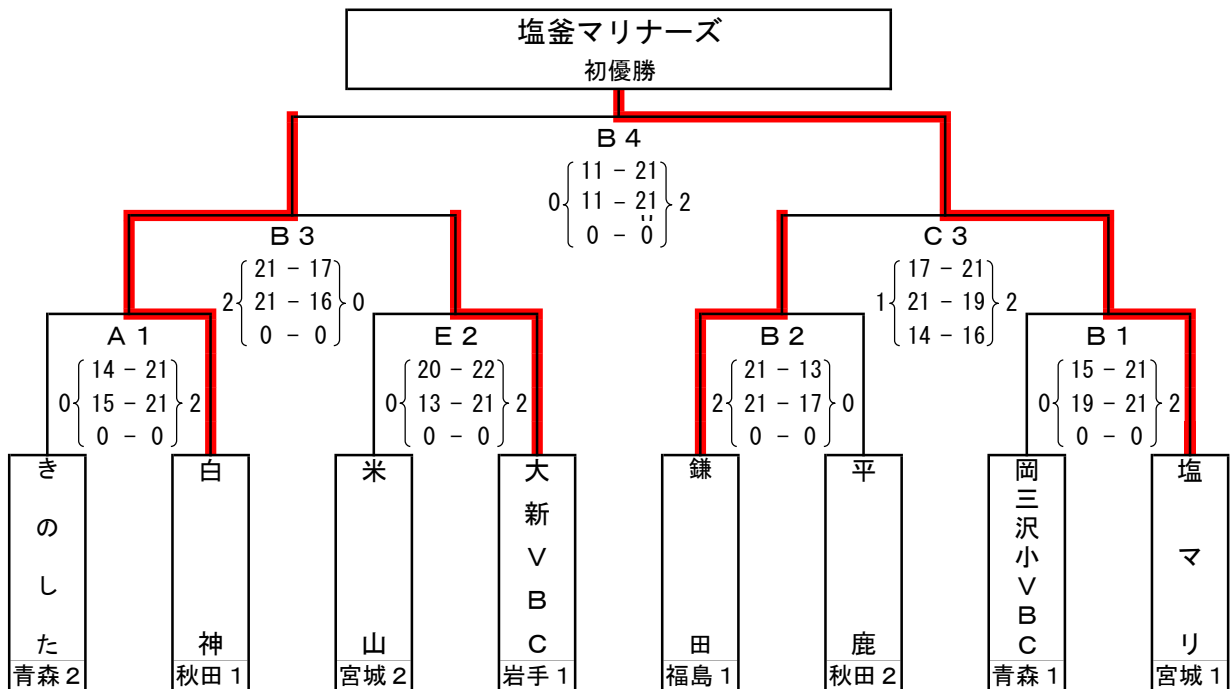 塩釜マリナーズ
初優勝
B4
0 11 - 21 2
11 - 21
0 - 0
B3
2 21 - 17 0
21 - 16
0 - 0
C3
1 17 - 21 2
21 - 19
14 - 16
A1
0 14 - 21 2
15 - 21
0 - 0
E2
0 20 - 22 2
13 - 21
0 - 0
B2
2 21 - 13 0
21 - 17
0 - 0
B1
0 15 - 21 2
19 - 21
0 - 0
きのした
青森2
白神
秋田1
米山
宮城2
大新VBC
岩手1
鎌田
福島1
平鹿
秋田2
岡三沢小VBC
青森1
塩マリ
宮城1